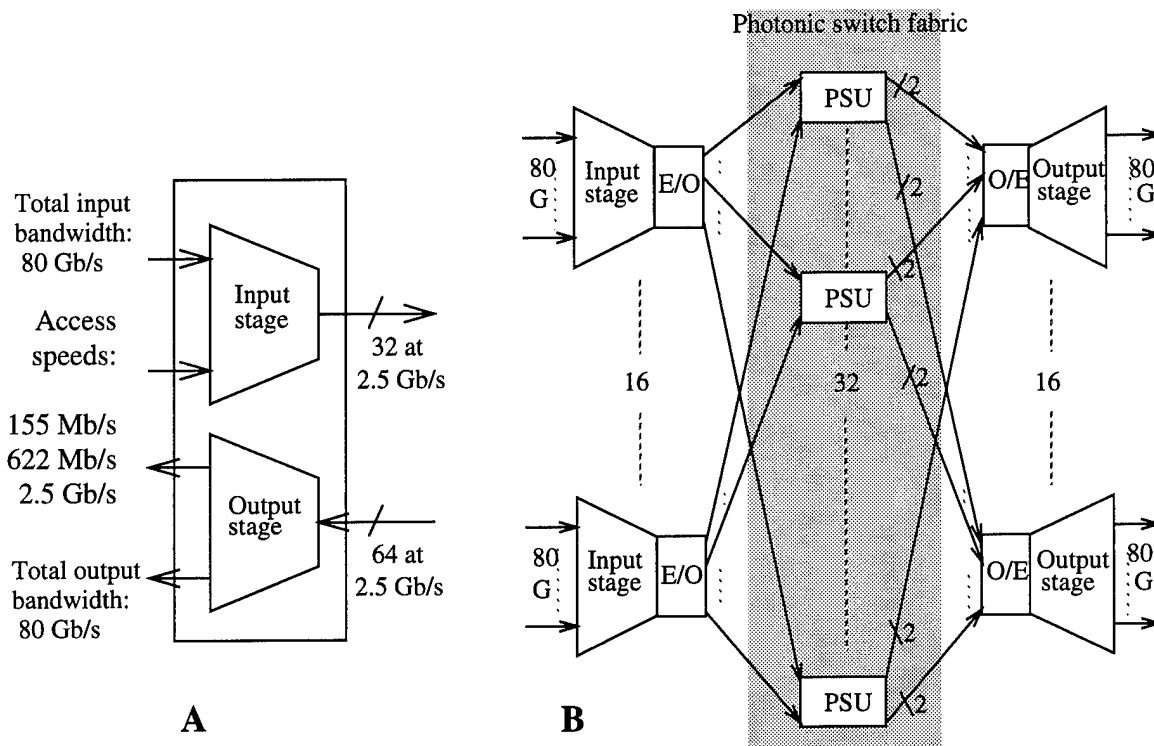 Total input
bandwidth:
80 Gb/s
Access
speeds:
155 Mb/s
622 Mb/s
2.5 Gb/s
Total output
bandwidth:
80 Gb/s
Input
stage
32 at
2.5 Gb/s
Output
stage
64 at
2.5 Gb/s
A
Photonic switch fabric
80
G
Input
stage
E/O
PSU
2
2
O/E
Output
stage
80
G
PSU
2
2
16
32
16
80
G
Input
stage
E/O
O/E
Output
stage
80
G
PSU
2
2
B